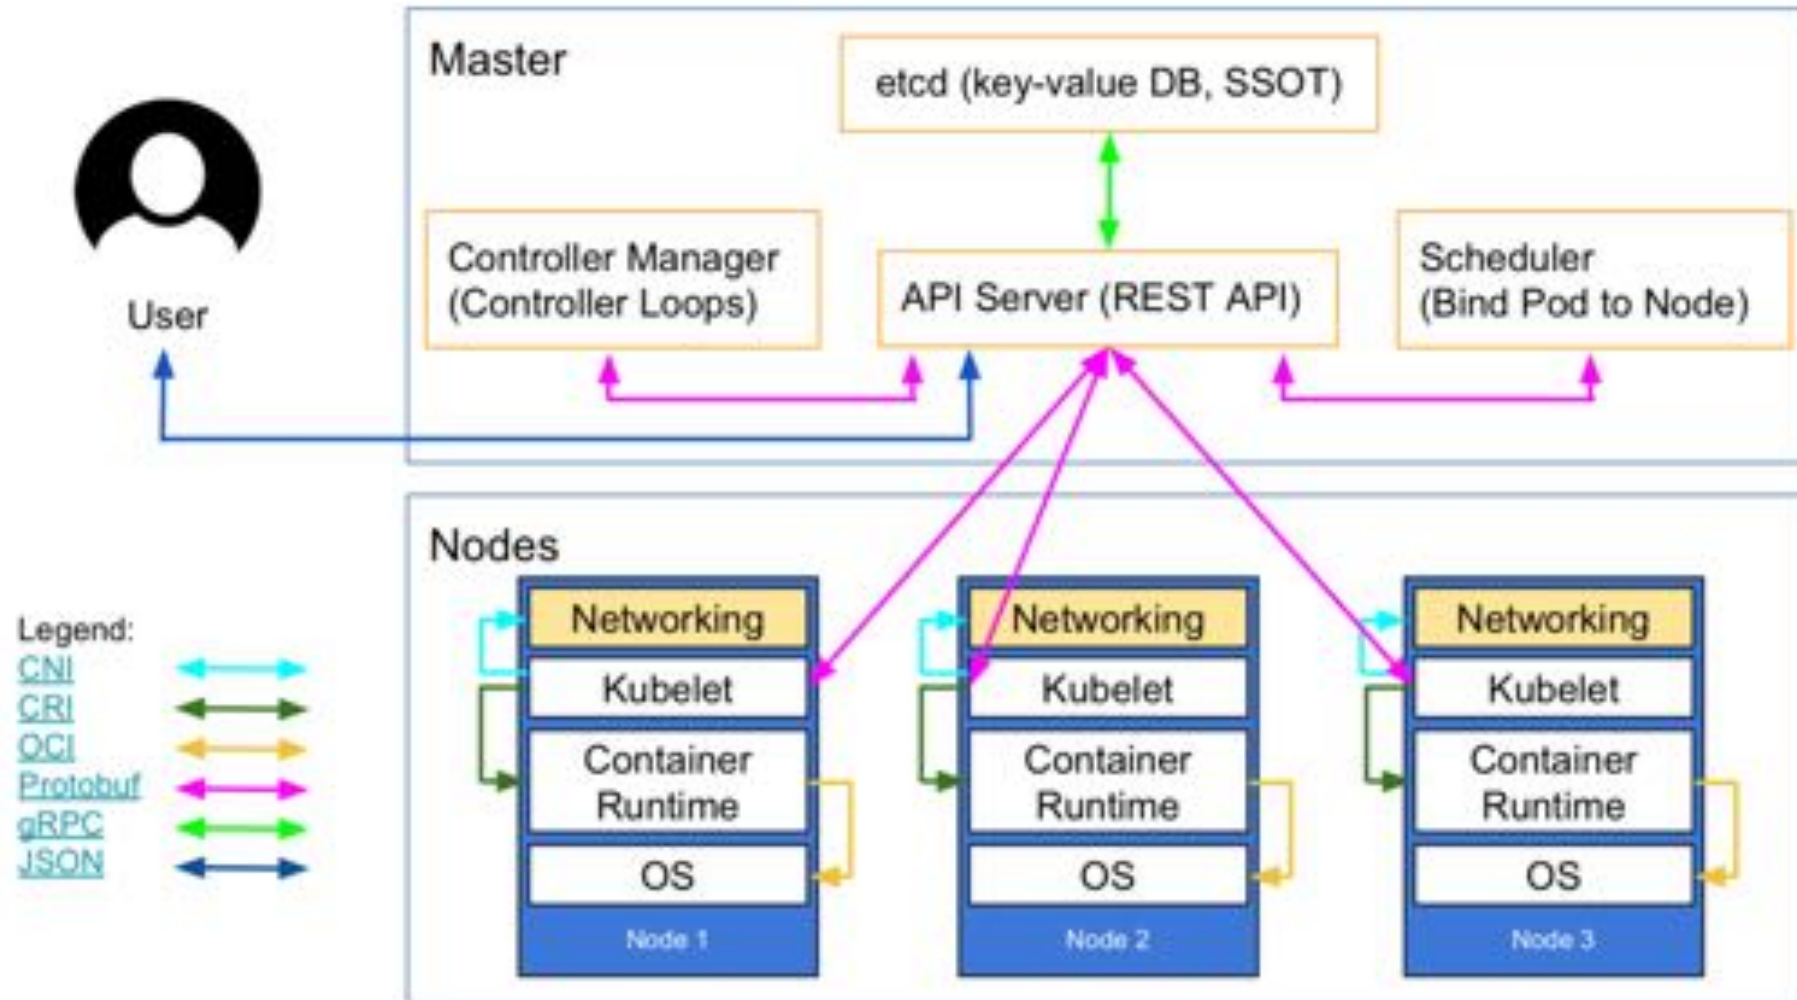 Master
etcd (key-value DB, SSOT)
Controller Manager
(Controller Loops)
API Server (REST API)
Scheduler
(Bind Pod to Node)
User
Nodes
Networking
Kubelet
Container
Runtime
OS
Node 1
Networking
Kubelet
Container
Runtime
OS
Node 2
Networking
Kubelet
Container
Runtime
OS
Node 3
Legend:
CNI
CRI
OCI
Protobuf
gRPC
JSON